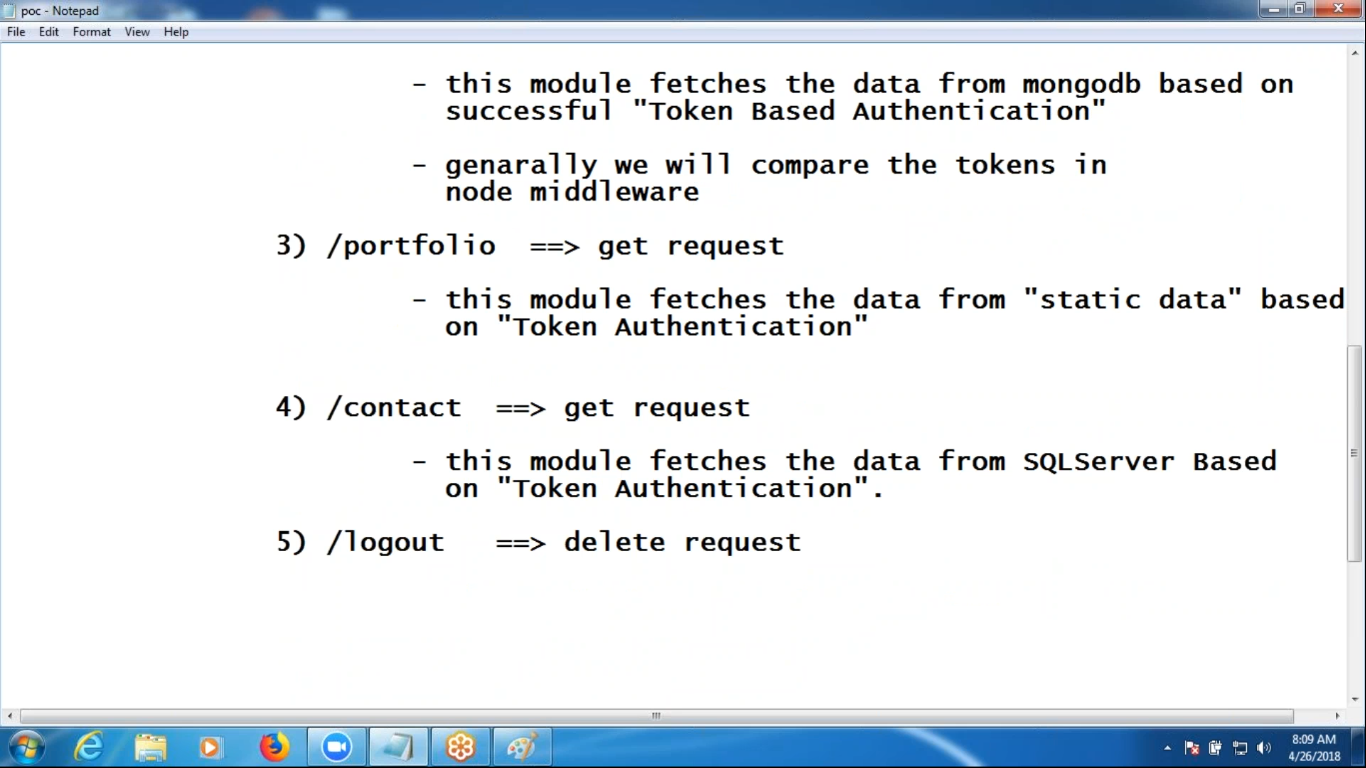 poc - Notepad
File Edit Format View Help
- this module fetches the data from mongodb based on
successful "Token Based Authentication"
- genarally we will compare the tokens in
node middleware
3) /portfolio ==> get request
- this module fetches the data from "static data" based
on "Token Authentication"
4) /contact ==> get request
- this module fetches the data from SQLServer Based
on "Token Authentication".
5) /logout ==> delete request
8:09 AM
4/26/2018